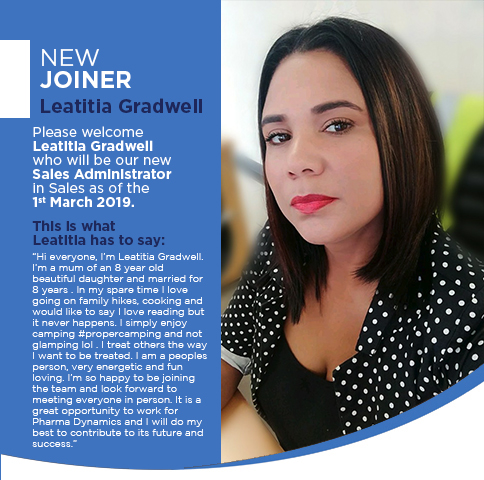 NEW
JOINER
Leatitia Gradwell
Please welcome
Leatitia Gradwell
who will be our new
Sales Administrator
in Sales as of the
1st March 2019.
This is what
Leatitia has to say:
"Hi everyone, I'm Leatitia Gradwell.
I'm a mum of an 8 year old
beautiful daughter and married for
8 years . In my spare time I love
going on family hikes, cooking and
would like to say I love reading but
it never happens. I simply enjoy
camping #propercamping and not
glamping lol . I treat others the way
I want to be treated. I am a peoples
person, very energetic and fun
loving. I'm so happy to be joining
the team and look forward to
meeting everyone in person. It is a
great opportunity to work for
Pharma Dynamics and I will do my
best to contribute to its future and
success."